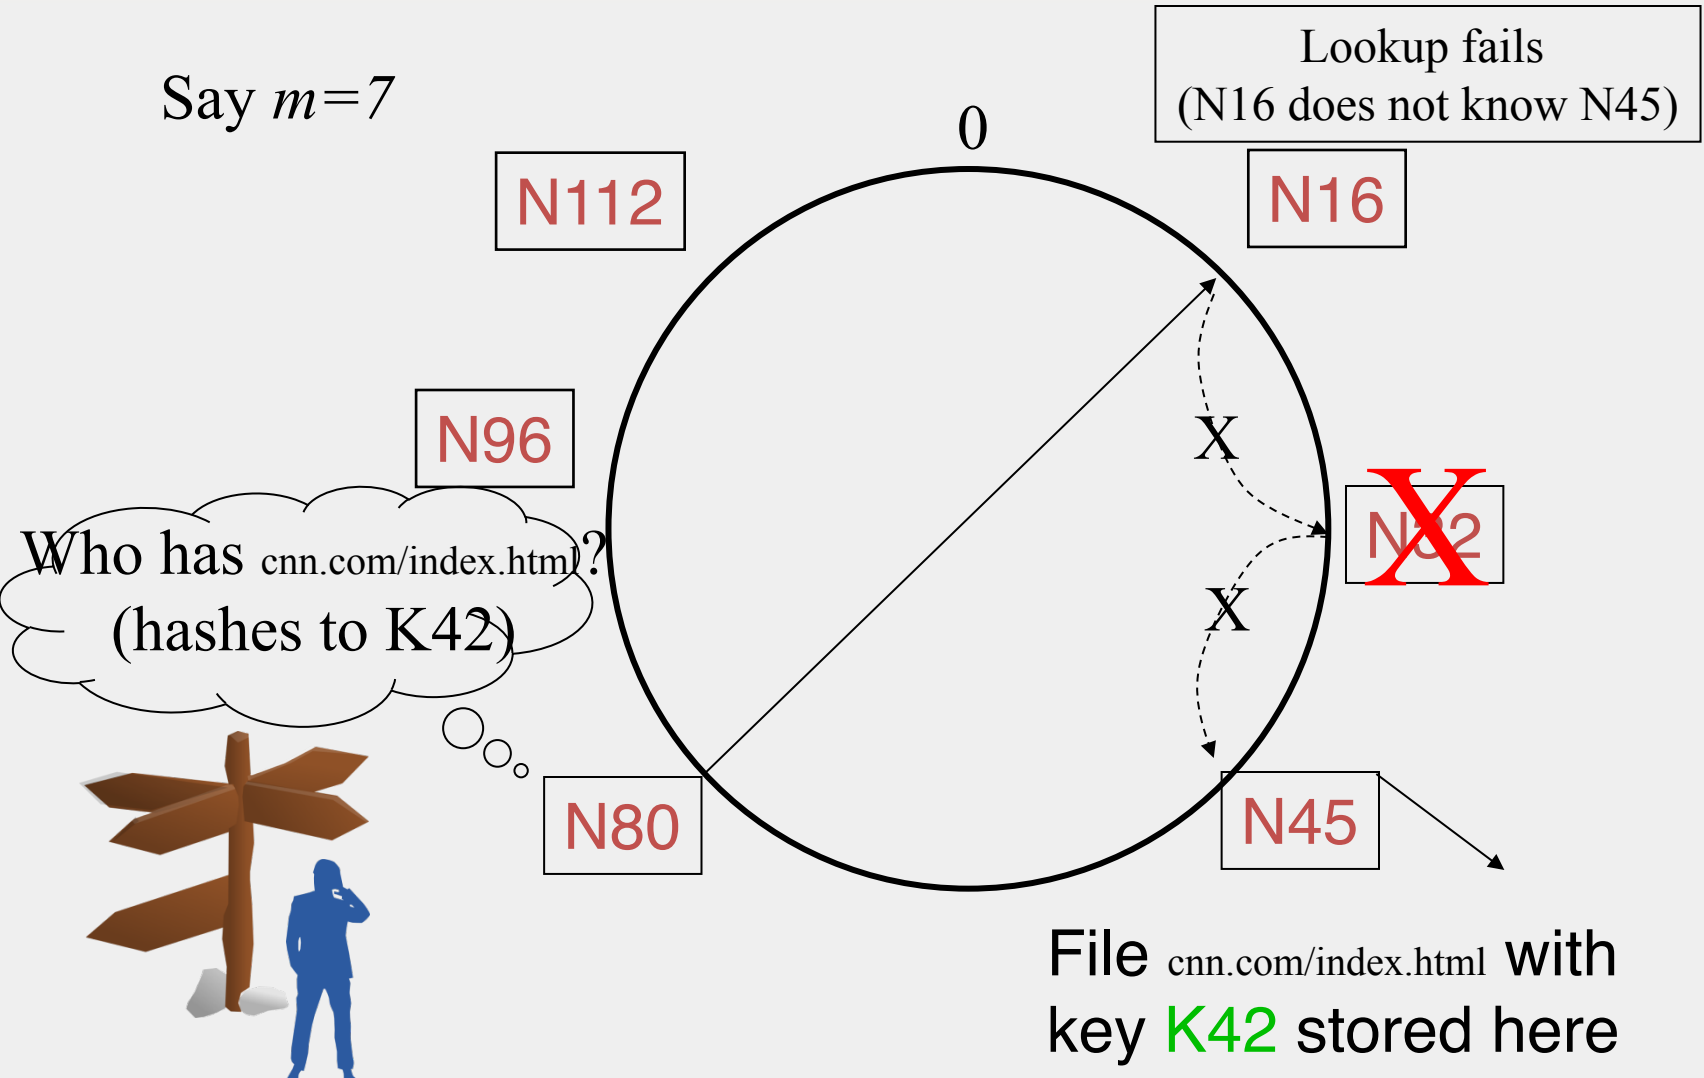 Lookup fails
(N16 does not know N45)
Say m=7
0
N112
N16
N96
N32
X
X
X
Who has cnn.com/index.html?
(hashes to K42)
N80
N45
File cnn.com/index.html with
key K42 stored here